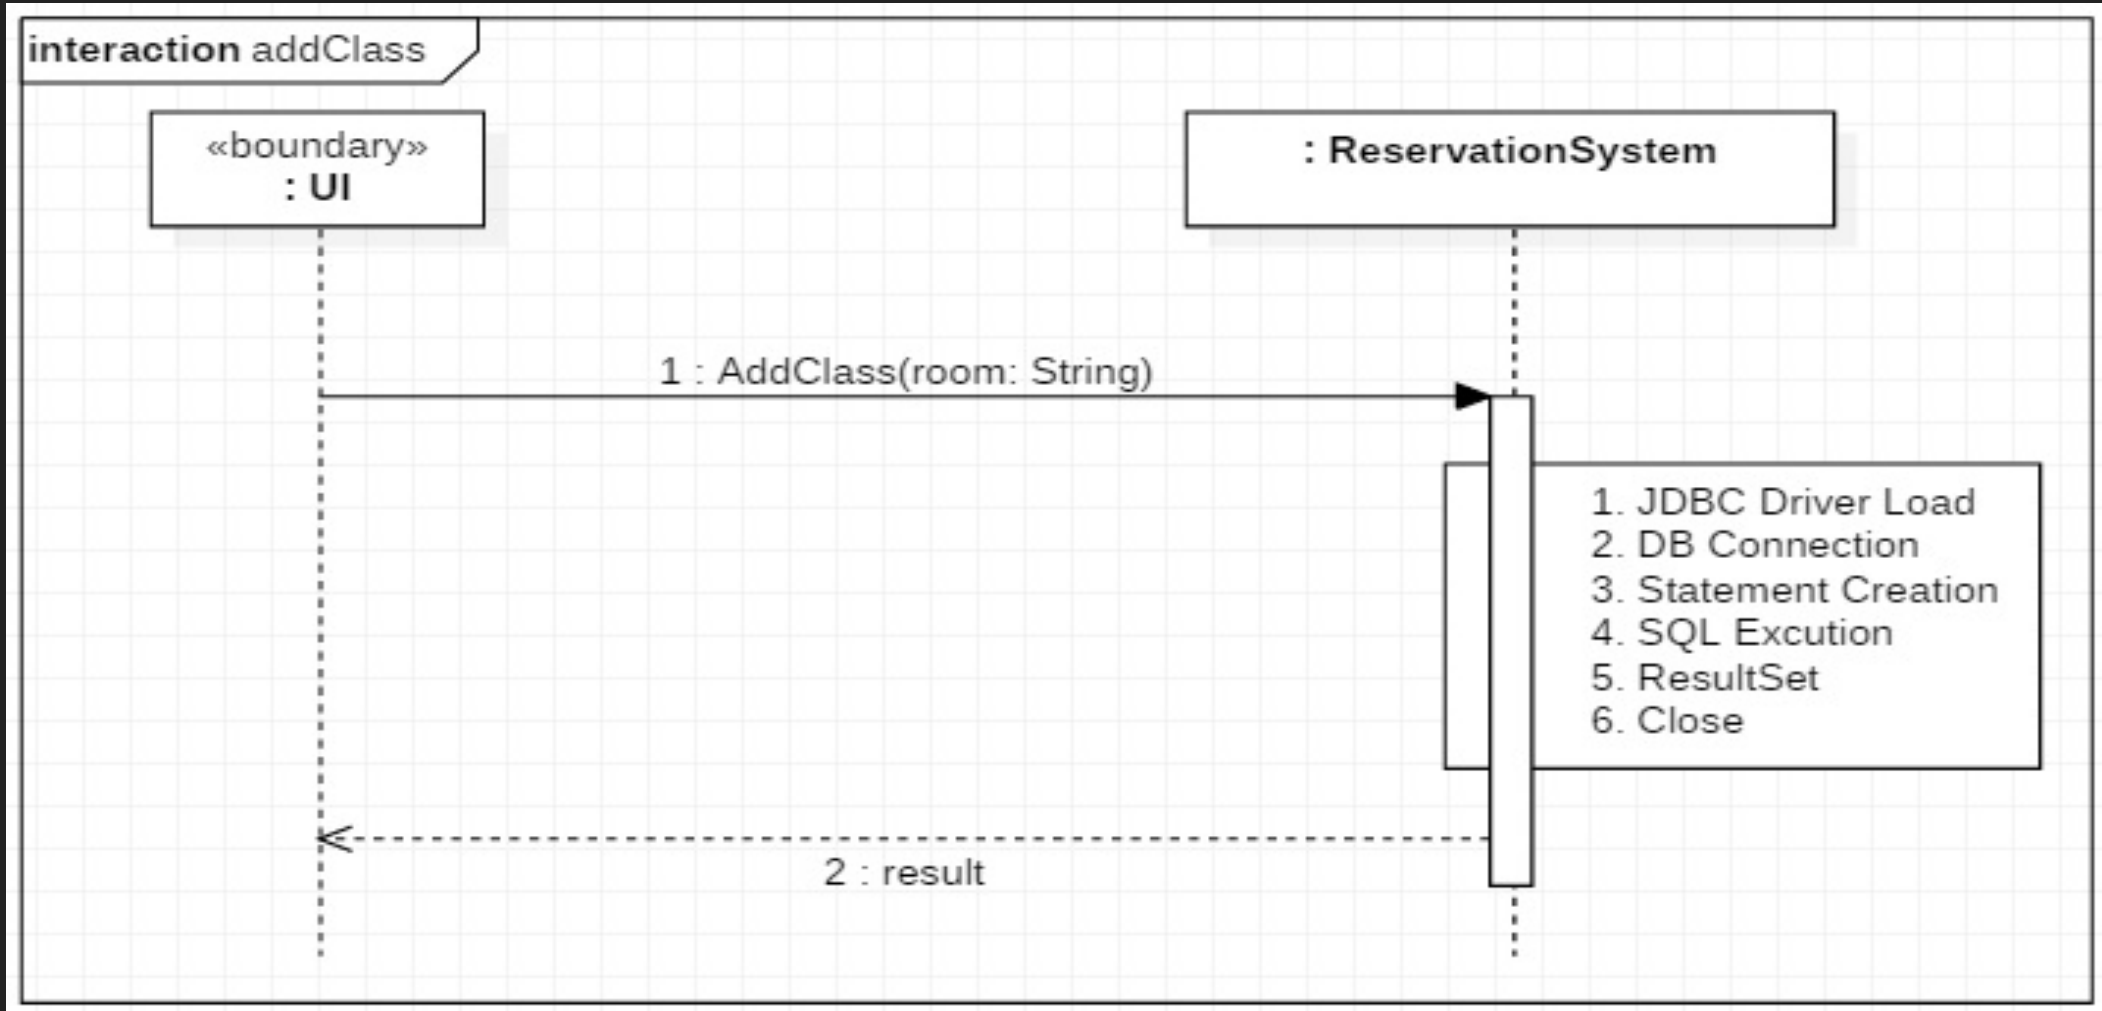 interaction addClass
«boundary»
: UI
: ReservationSystem
1 : AddClass(room: String)
1. JDBC Driver Load
2. DB Connection
3. Statement Creation
4. SQL Excution
5. ResultSet
6. Close
2 : result